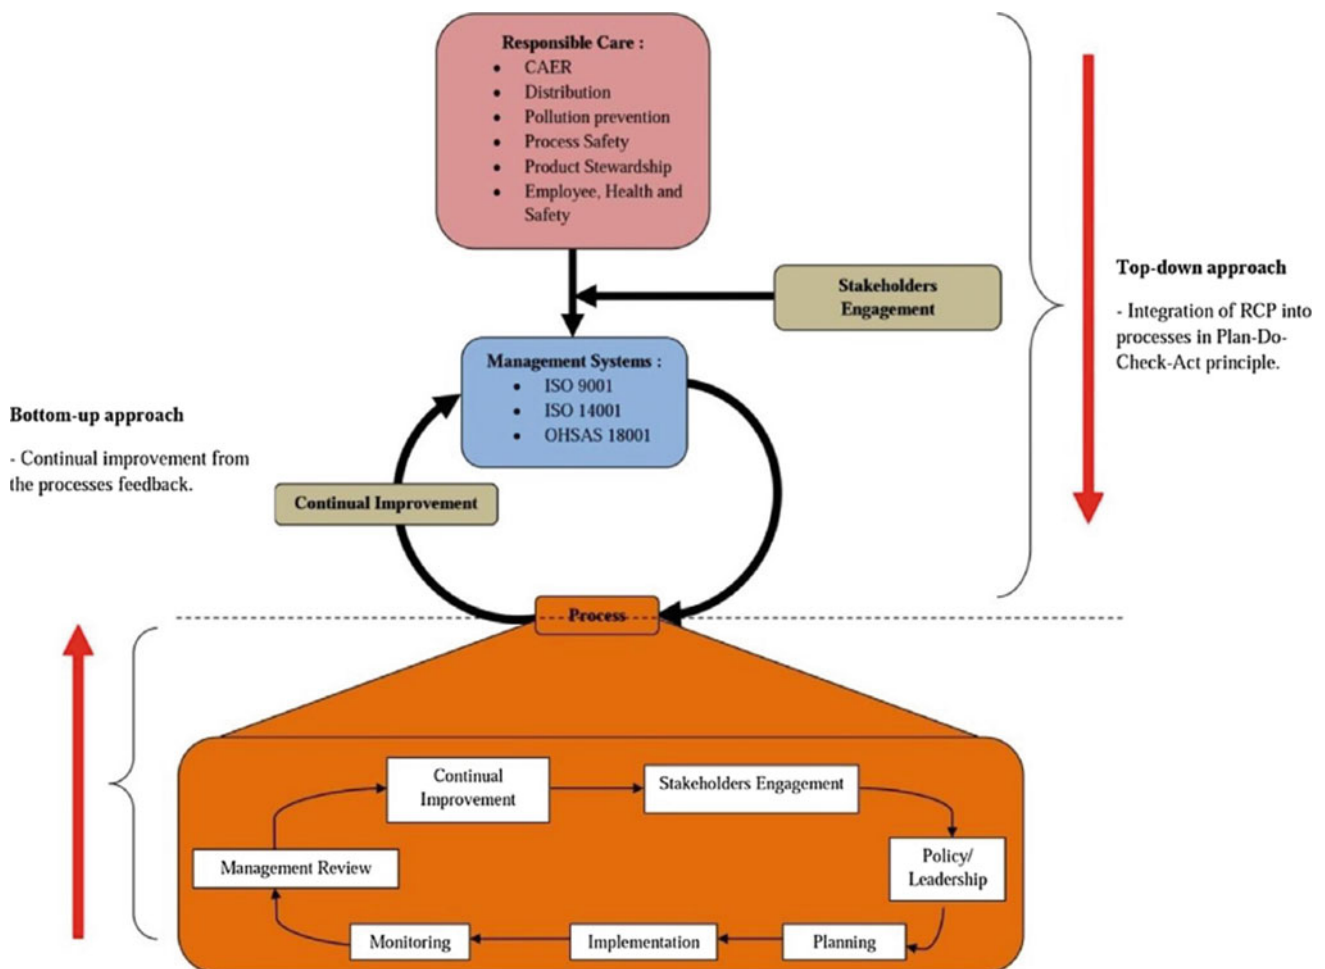 Responsible Care :
• CAER
• Distribution
• Pollution prevention
• Process Safety
• Product Stewardship
• Employee, Health and
Safety
Stakeholders
Engagement
Top-down approach
- Integration of RCP into
processes in Plan-Do-
Check-Act principle.
Management Systems :
• ISO 9001
• ISO 14001
• OHSAS 18001
Bottom-up approach
- Continual improvement from
the processes feedback.
Continual Improvement
Process
Continual
Improvement
Stakeholders Engagement
Policy/
Leadership
Management Review
Monitoring
Implementation
Planning